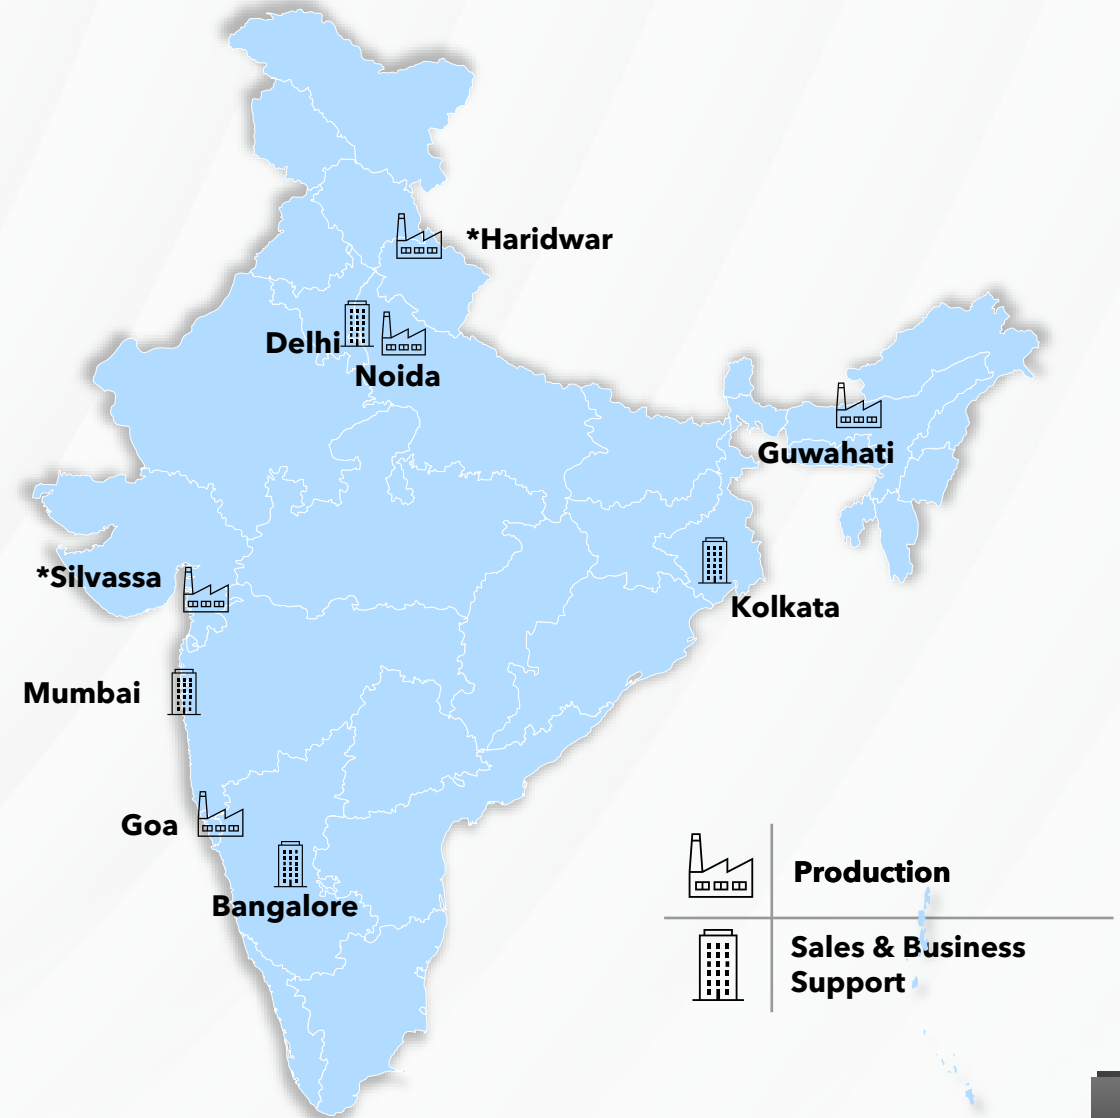 *Haridwar
Delhi
Noida
Guwahati
*Silvassa
Kolkata
Mumbai
Goa
Bangalore
Production
Sales & Business
Support